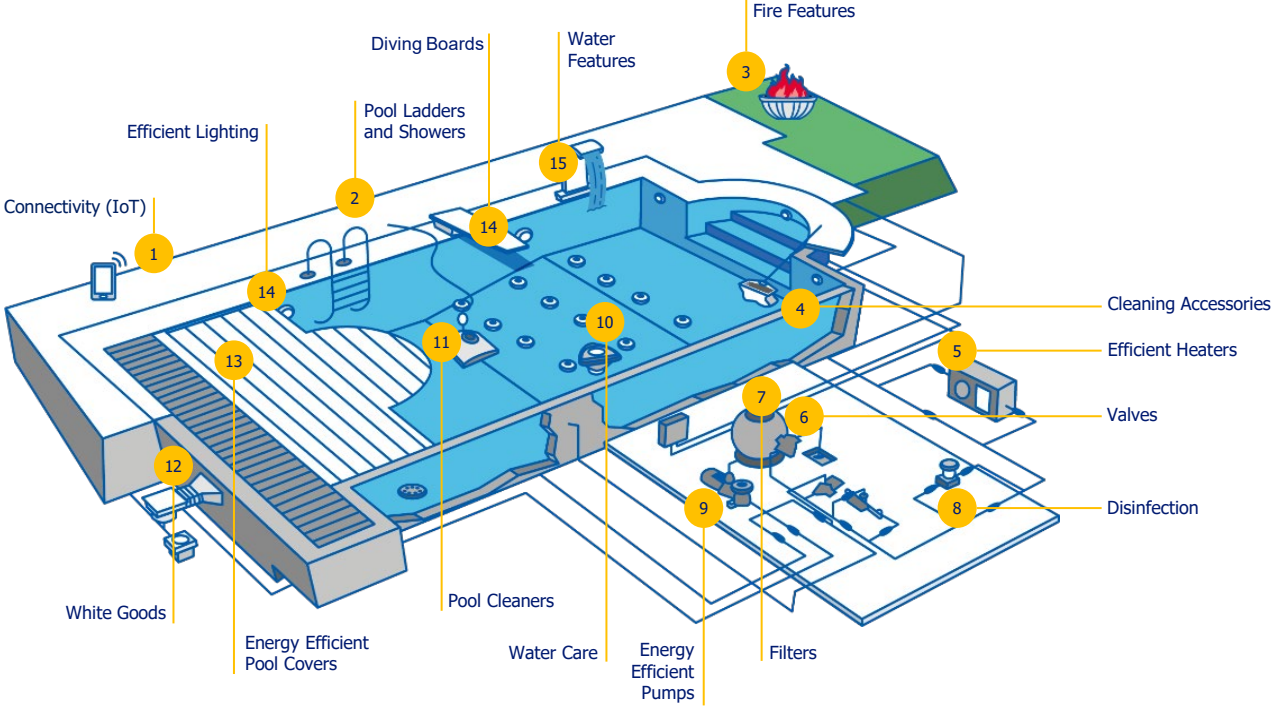 Fire Features
3
Diving Boards
Water
Features
Pool Ladders
and Showers
Efficient Lighting
15
2
Connectivity (IoT)
14
1
14
4
Cleaning Accessories
10
11
5
Efficient Heaters
13
7
6
Valves
12
9
8
Disinfection
White Goods
Pool Cleaners
Energy Efficient
Pool Covers
Water Care
Energy
Efficient
Pumps
Filters